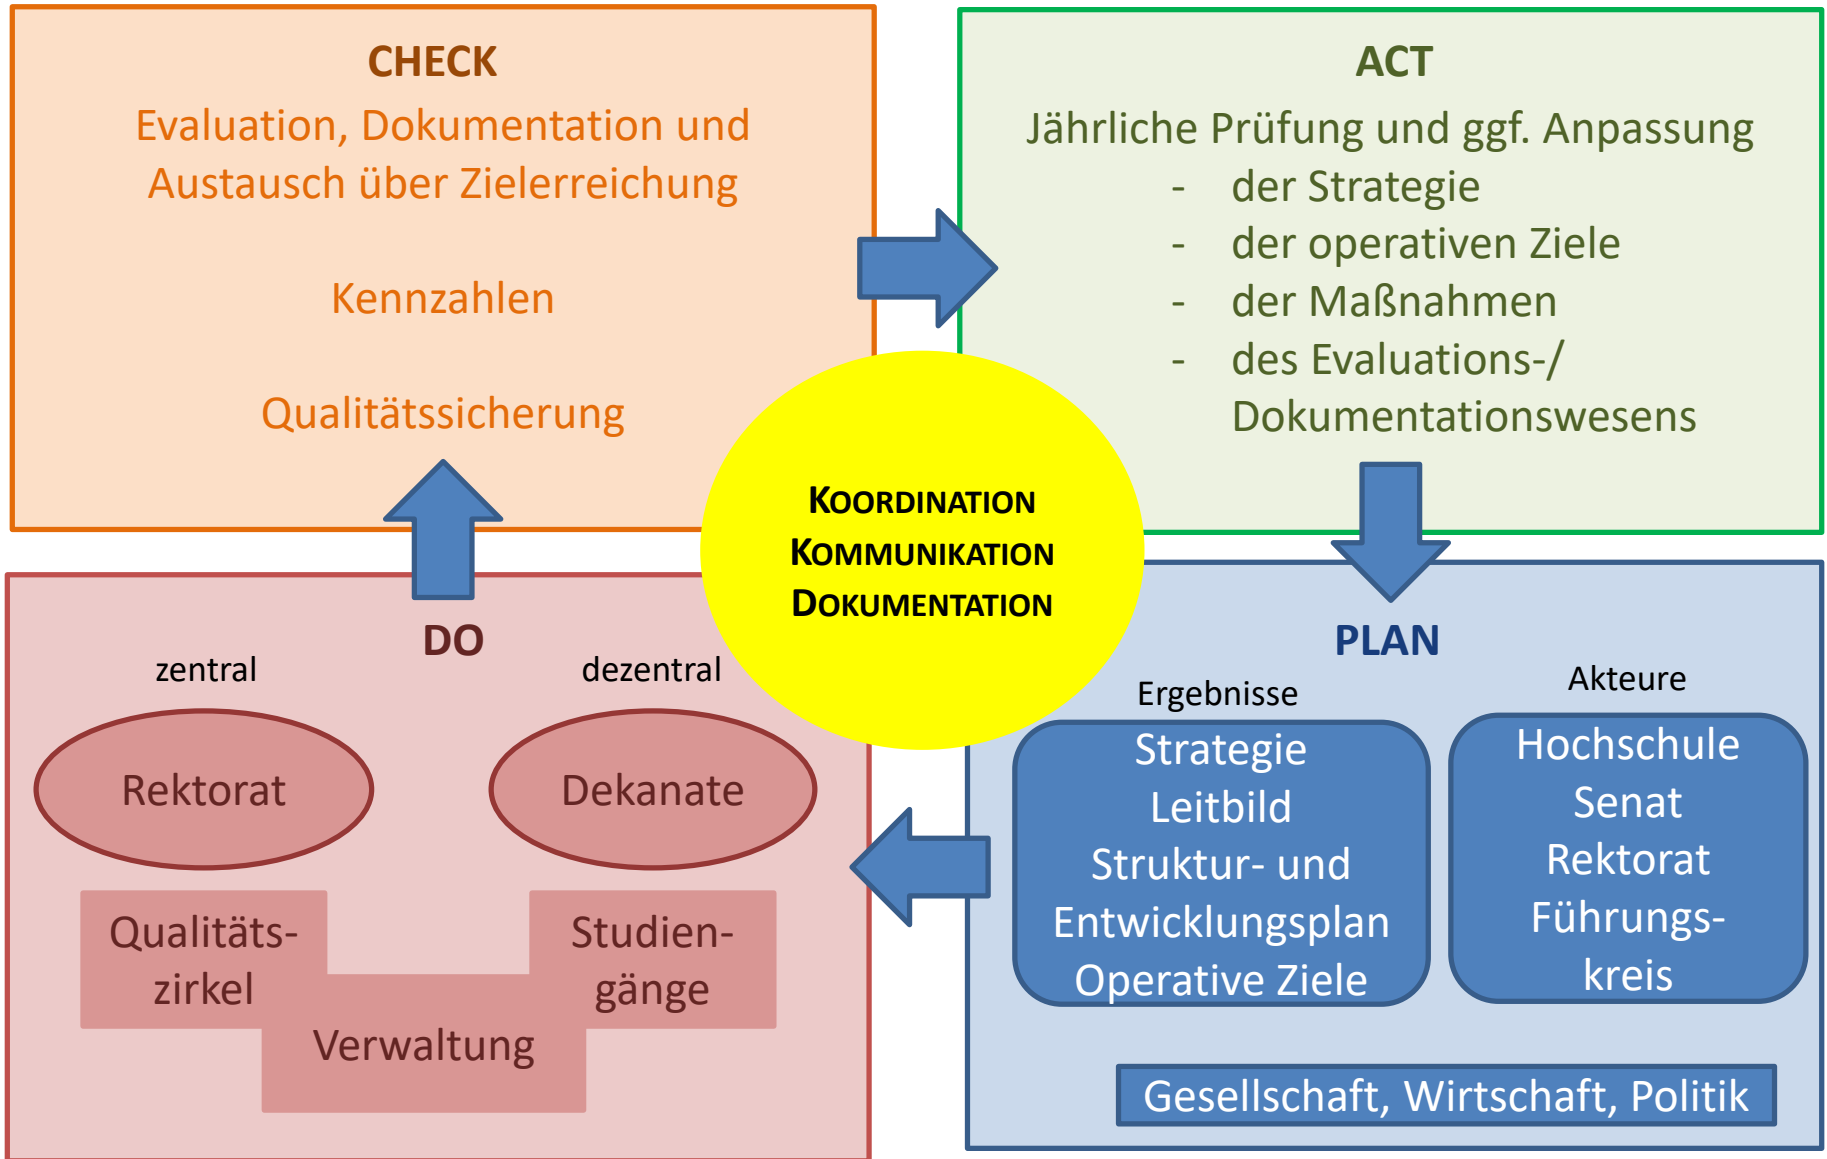 CHECK
Evaluation, Dokumentation und
Austausch über Zielerreichung
Kennzahlen
Qualitätssicherung
ACT
Jährliche Prüfung und ggf. Anpassung
- der Strategie
- der operativen Ziele
- der Maßnahmen
- des Evaluations-/
Dokumentationswesens
KOORDINATION
KOMMUNIKATION
DOKUMENTATION
DO
zentral
dezentral
Rektorat
Dekanate
Qualitäts-
zirkel
Studien-
gänge
Verwaltung
PLAN
Ergebnisse
Strategie
Leitbild
Struktur- und
Entwicklungsplan
Operative Ziele
Akteure
Hochschule
Senat
Rektorat
Führungs-
kreis
Gesellschaft, Wirtschaft, Politik